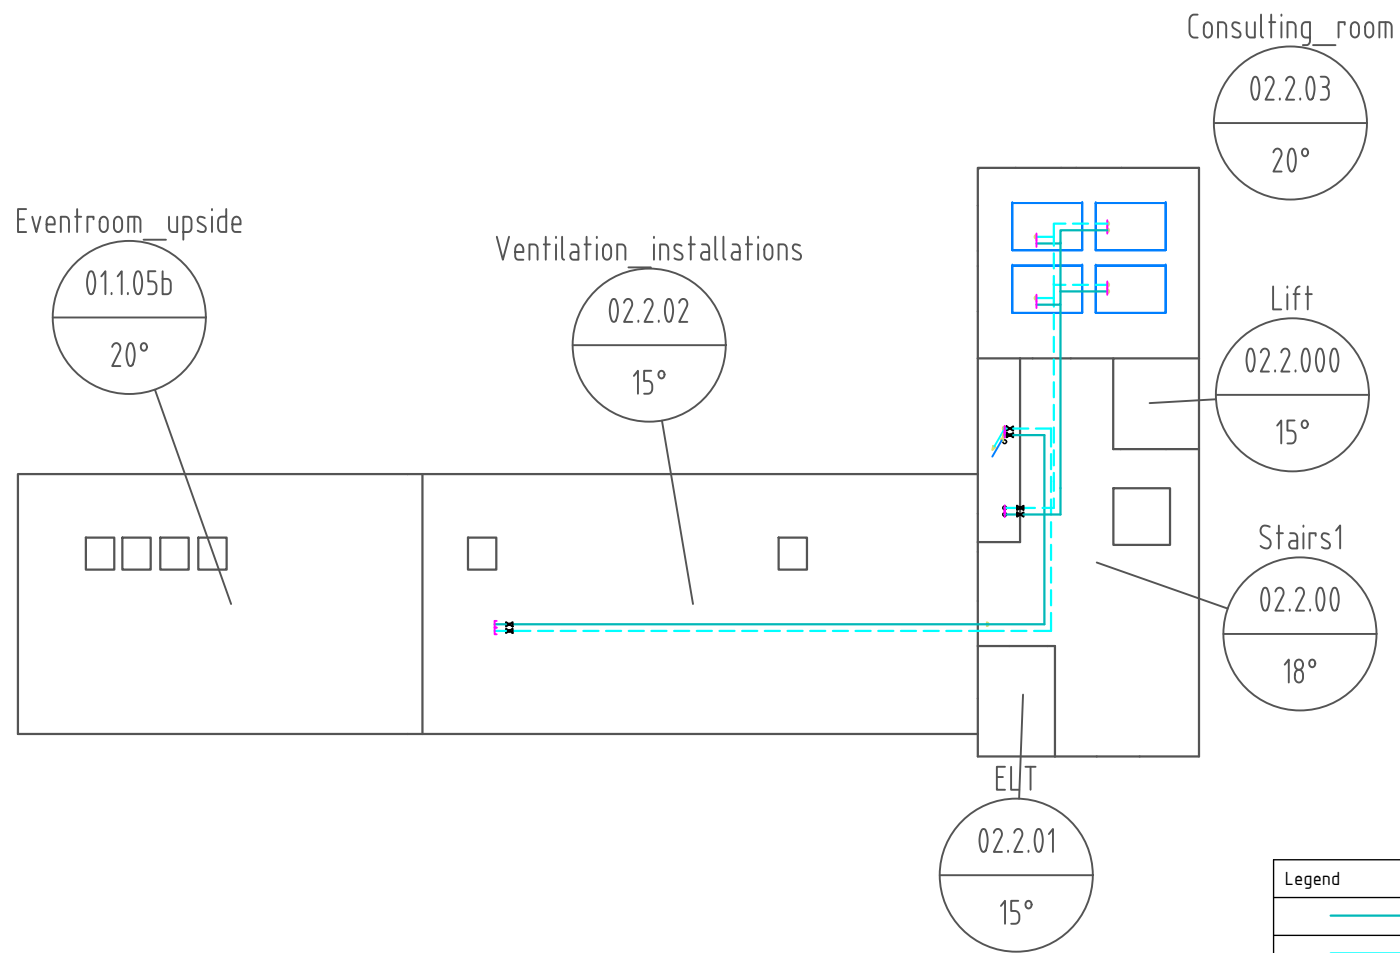 Consulting_room
02.2.03
20°
Eventroom_upside
01.1.05b
20°
Ventilation_installations
02.2.02
15°
Lift
02.2.000
15°
Stairs1
02.2.00
18°
ELT
02.2.01
15°
Legend